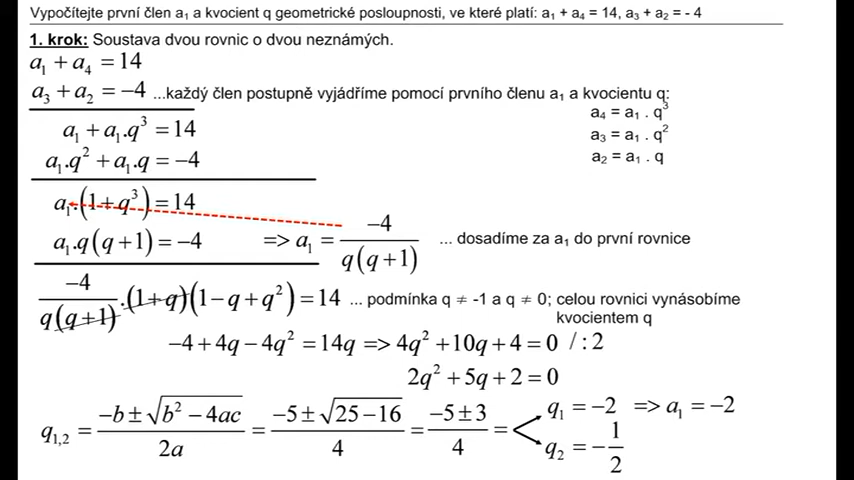 Vypočítejte první člen a₁ a kvocient q geometrické posloupnosti, ve které platí: a₁ + a₄ = 14, a₃ + a₂ = - 4
1. krok: Soustava dvou rovnic o dvou neznámých.
a₁ + a₄ = 14
a₃ + a₂ = −4 ...každý člen postupně vyjádříme pomocí prvního členu a₁ a kvocientu q:
a₄ = a₁ . q³
a₁ + a₁.q³ = 14
a₃ = a₁ . q²
a₁.q² + a₁.q = −4
a₂ = a₁ . q
a₁.(1+q³) = 14
a₁.q(q+1) = −4 => a₁ = −4/(q(q+1)) ... dosadíme za a₁ do první rovnice
−4/(q(q+1)) .(1+q)(1−q+q²) = 14 ... podmínka q ≠ -1 a q ≠ 0; celou rovnici vynásobíme
kvocientem q
−4+4q−4q² = 14q => 4q² +10q+4 = 0 /:2
2q² +5q+2 = 0
q₁,₂ = (−b±√(b² −4ac))/(2a) = (−5±√(25−16))/4 = (−5±3)/4 = q₁ = −2 => a₁ = −2
q₂ = −1/2